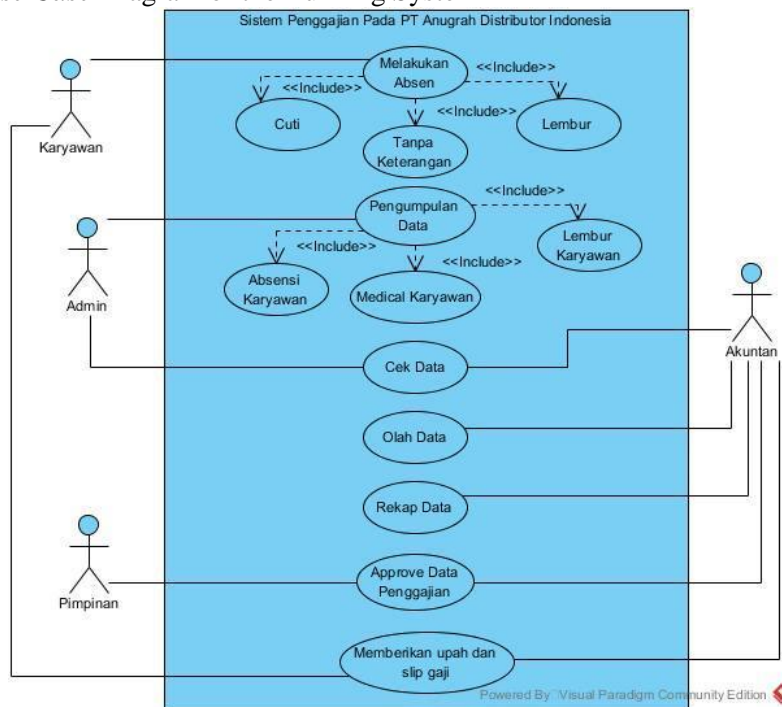 Sistem Penggajian Pada PT Anugrah Distributor Indonesia
Melakukan
Absen
<<Include>>
<<Include>>
<<Include>>
Cuti
Lembur
Tanpa
Keterangan
Karyawan
Pengumpulan
Data
<<Include>>
<<Include>>
<<Include>>
Lembur
Karyawan
Absensi
Karyawan
Medical Karyawan
Admin
Akuntan
Cek Data
Olah Data
Rekap Data
Approve Data
Penggajian
Pimpinan
Memberikan upah dan
slip gaji
Powered By Visual Paradigm Community Edition